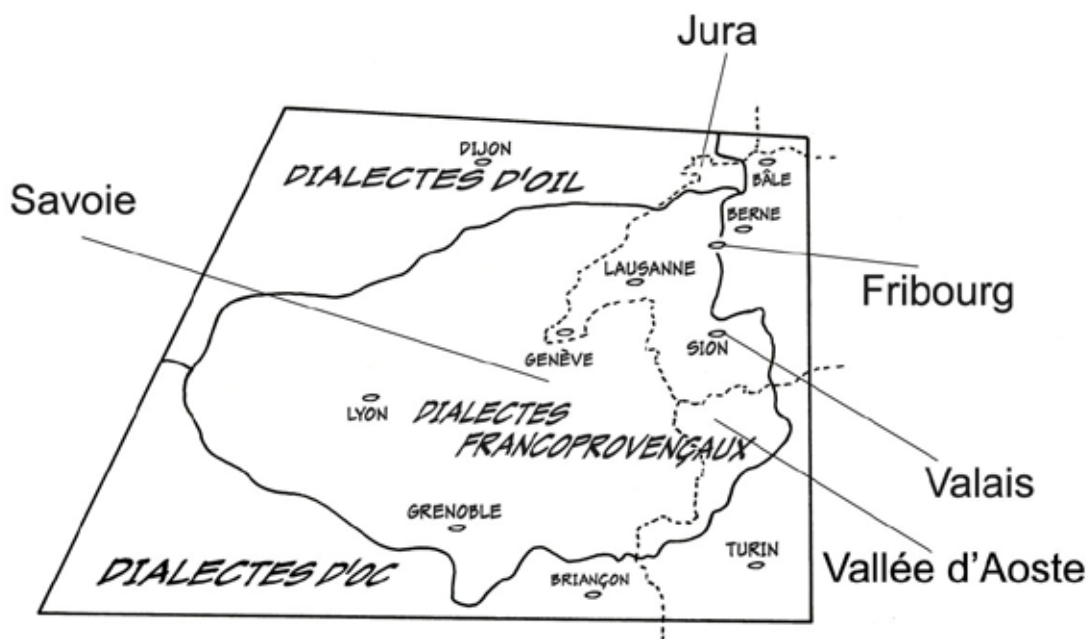 Jura
DIJON
DIALECTES D'OIL
BÂLE
Savoie
BERNE
LAUSANNE
Fribourg
GENÈVE
SION
LYON
DIALECTES
FRANCOPROVENÇAUX
Valais
GRENOBLE
TURIN
Vallée d'Aoste
DIALECTES D'OC
BRIANÇON